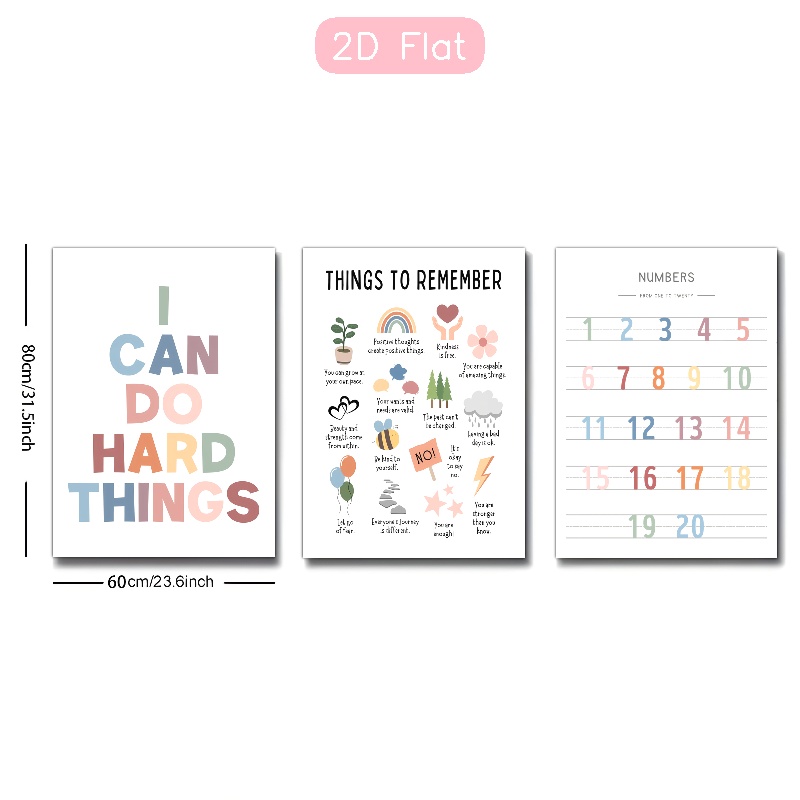 2D Flat
80cm/31.5inch
60cm/23.6inch
I
CAN
DO
HARD
THINGS
THINGS TO REMEMBER
You can grow at
your own pace.
Positive thoughts
create positive things.
Kindness
is free.
You are capable
of amazing things.
Beauty and
strength come
from within.
Your wants and
needs are valid.
The past can't
be changed.
Having a bad
day is ok.
Be kind to
yourself.
NO!
It's
okay
to say
no.
Let go
of fear.
Everyone's journey
is different.
You are
enough!
You are
stronger
than you
know.
NUMBERS
FROM ONE TO TWENTY
1 2 3 4 5
6 7 8 9 10
11 12 13 14
15 16 17 18
19 20